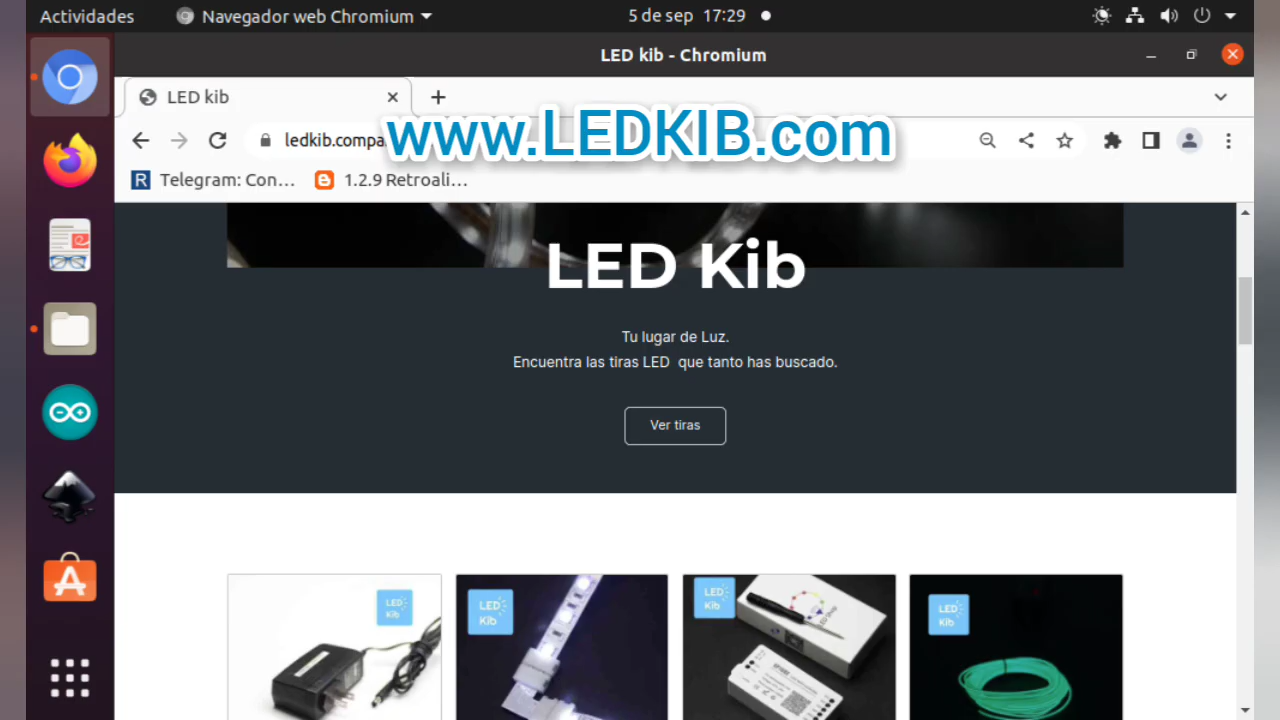 Actividades
Navegador web Chromium
5 de sep 17:29
LED kib - Chromium
LED kib
ledkib.compa
www.LEDKIB.com
Telegram: Con...
1.2.9 Retroali...
LED Kib
Tu lugar de Luz.
Encuentra las tiras LED que tanto has buscado.
Ver tiras
LED
Kib
LED
Kib
LED
Kib
LED
Kib